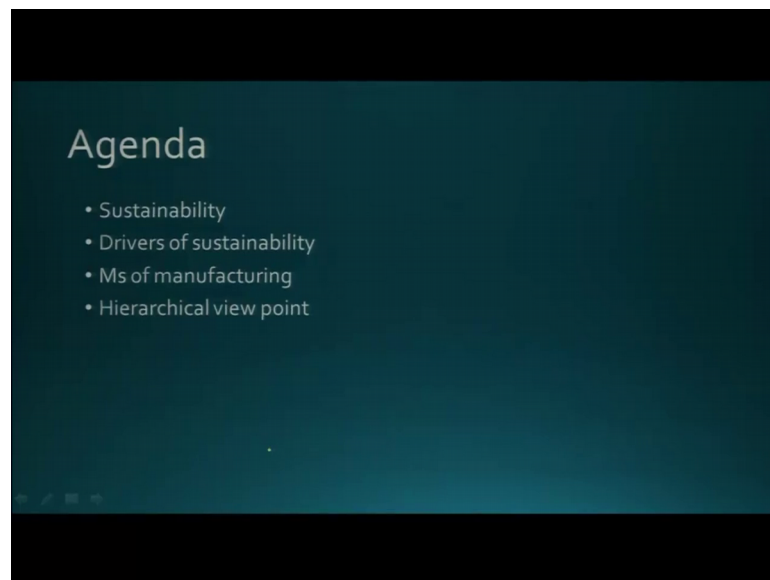 Agenda
• Sustainability
• Drivers of sustainability
• Ms of manufacturing
• Hierarchical view point